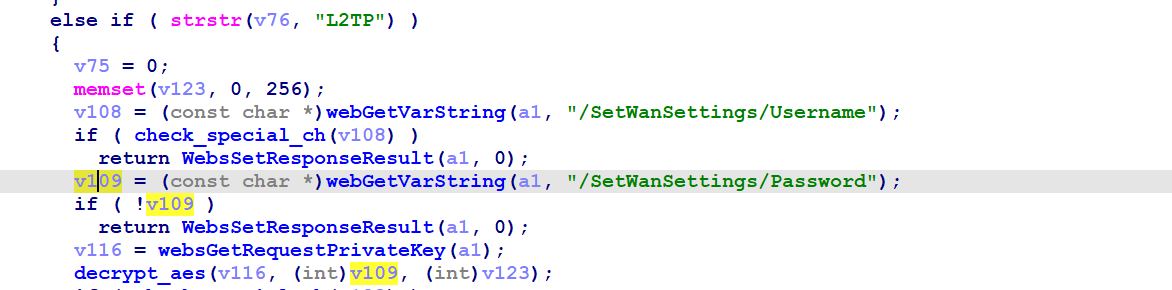 }
else if ( strstr(v76, "L2TP") )
{
v75 = 0;
memset(v123, 0, 256);
v108 = (const char *)webGetVarString(a1, "/SetWanSettings/Username");
if ( check_special_ch(v108) )
return WebsSetResponseResult(a1, 0);
v109 = (const char *)webGetVarString(a1, "/SetWanSettings/Password");
if ( !v109 )
return WebsSetResponseResult(a1, 0);
v116 = websGetRequestPrivateKey(a1);
decrypt_aes(v116, (int)v109, (int)v123);